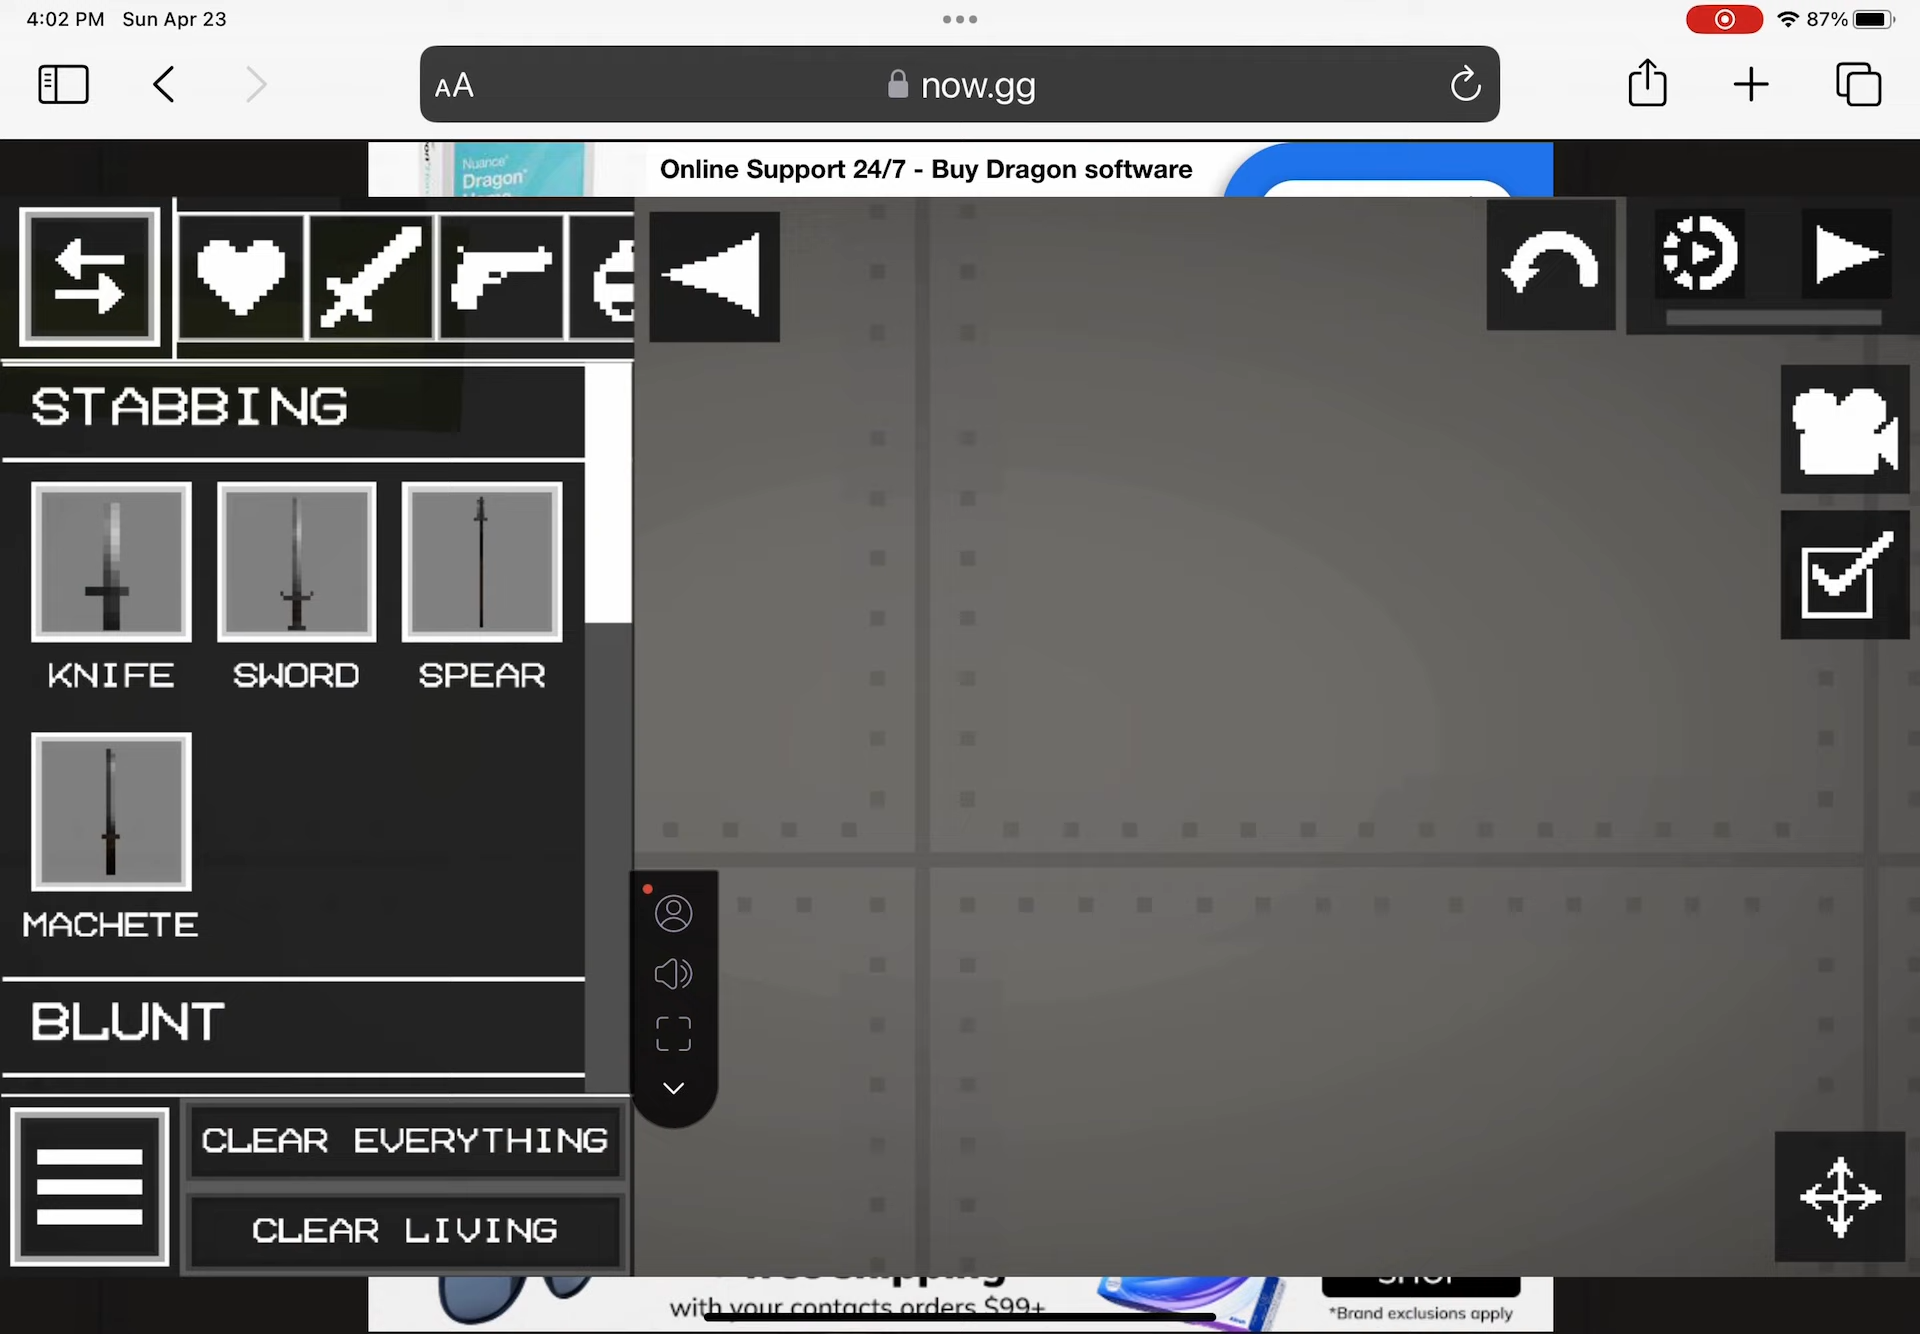 4:02 PM Sun Apr 23
87%
AA
now.gg
Nuance
Dragon
Online Support 24/7 - Buy Dragon software
STABBING
KNIFE SWORD SPEAR
MACHETE
BLUNT
CLEAR EVERYTHING
CLEAR LIVING
with your contacts orders $99+
*Brand exclusions apply